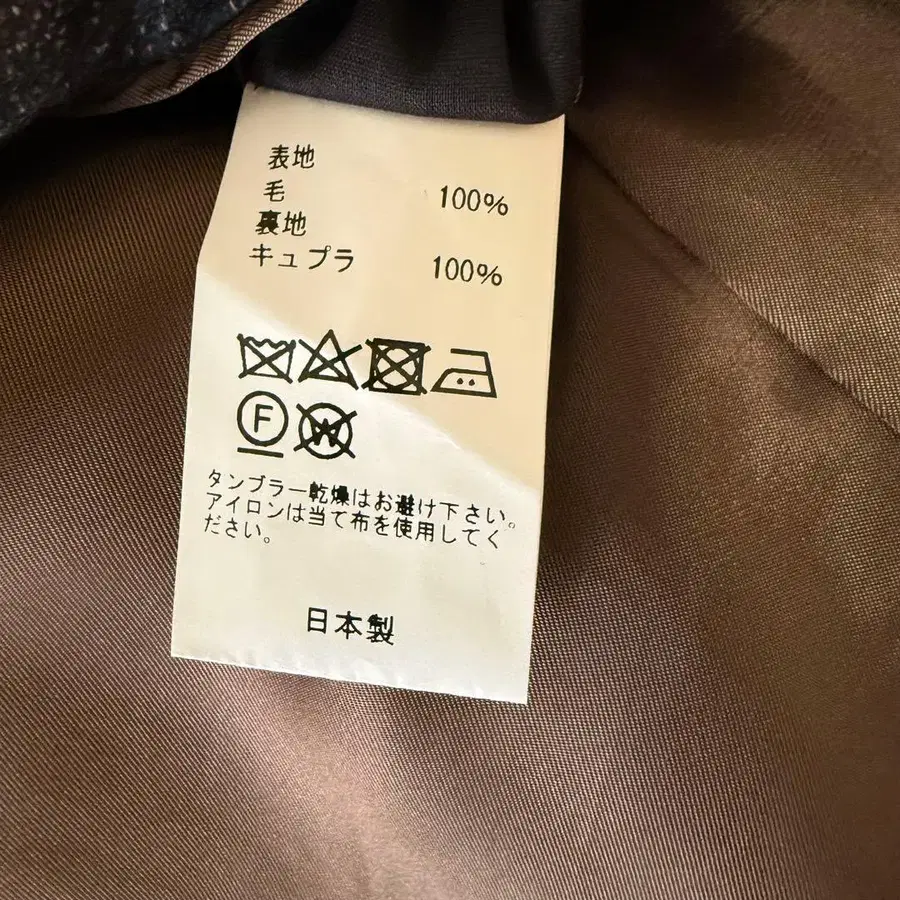 表地
毛 100%
裏地
キュプラ 100%
F W
タンブラー乾燥はお避け下さい。
アイロンは当て布を使用してく
ださい。
日本製